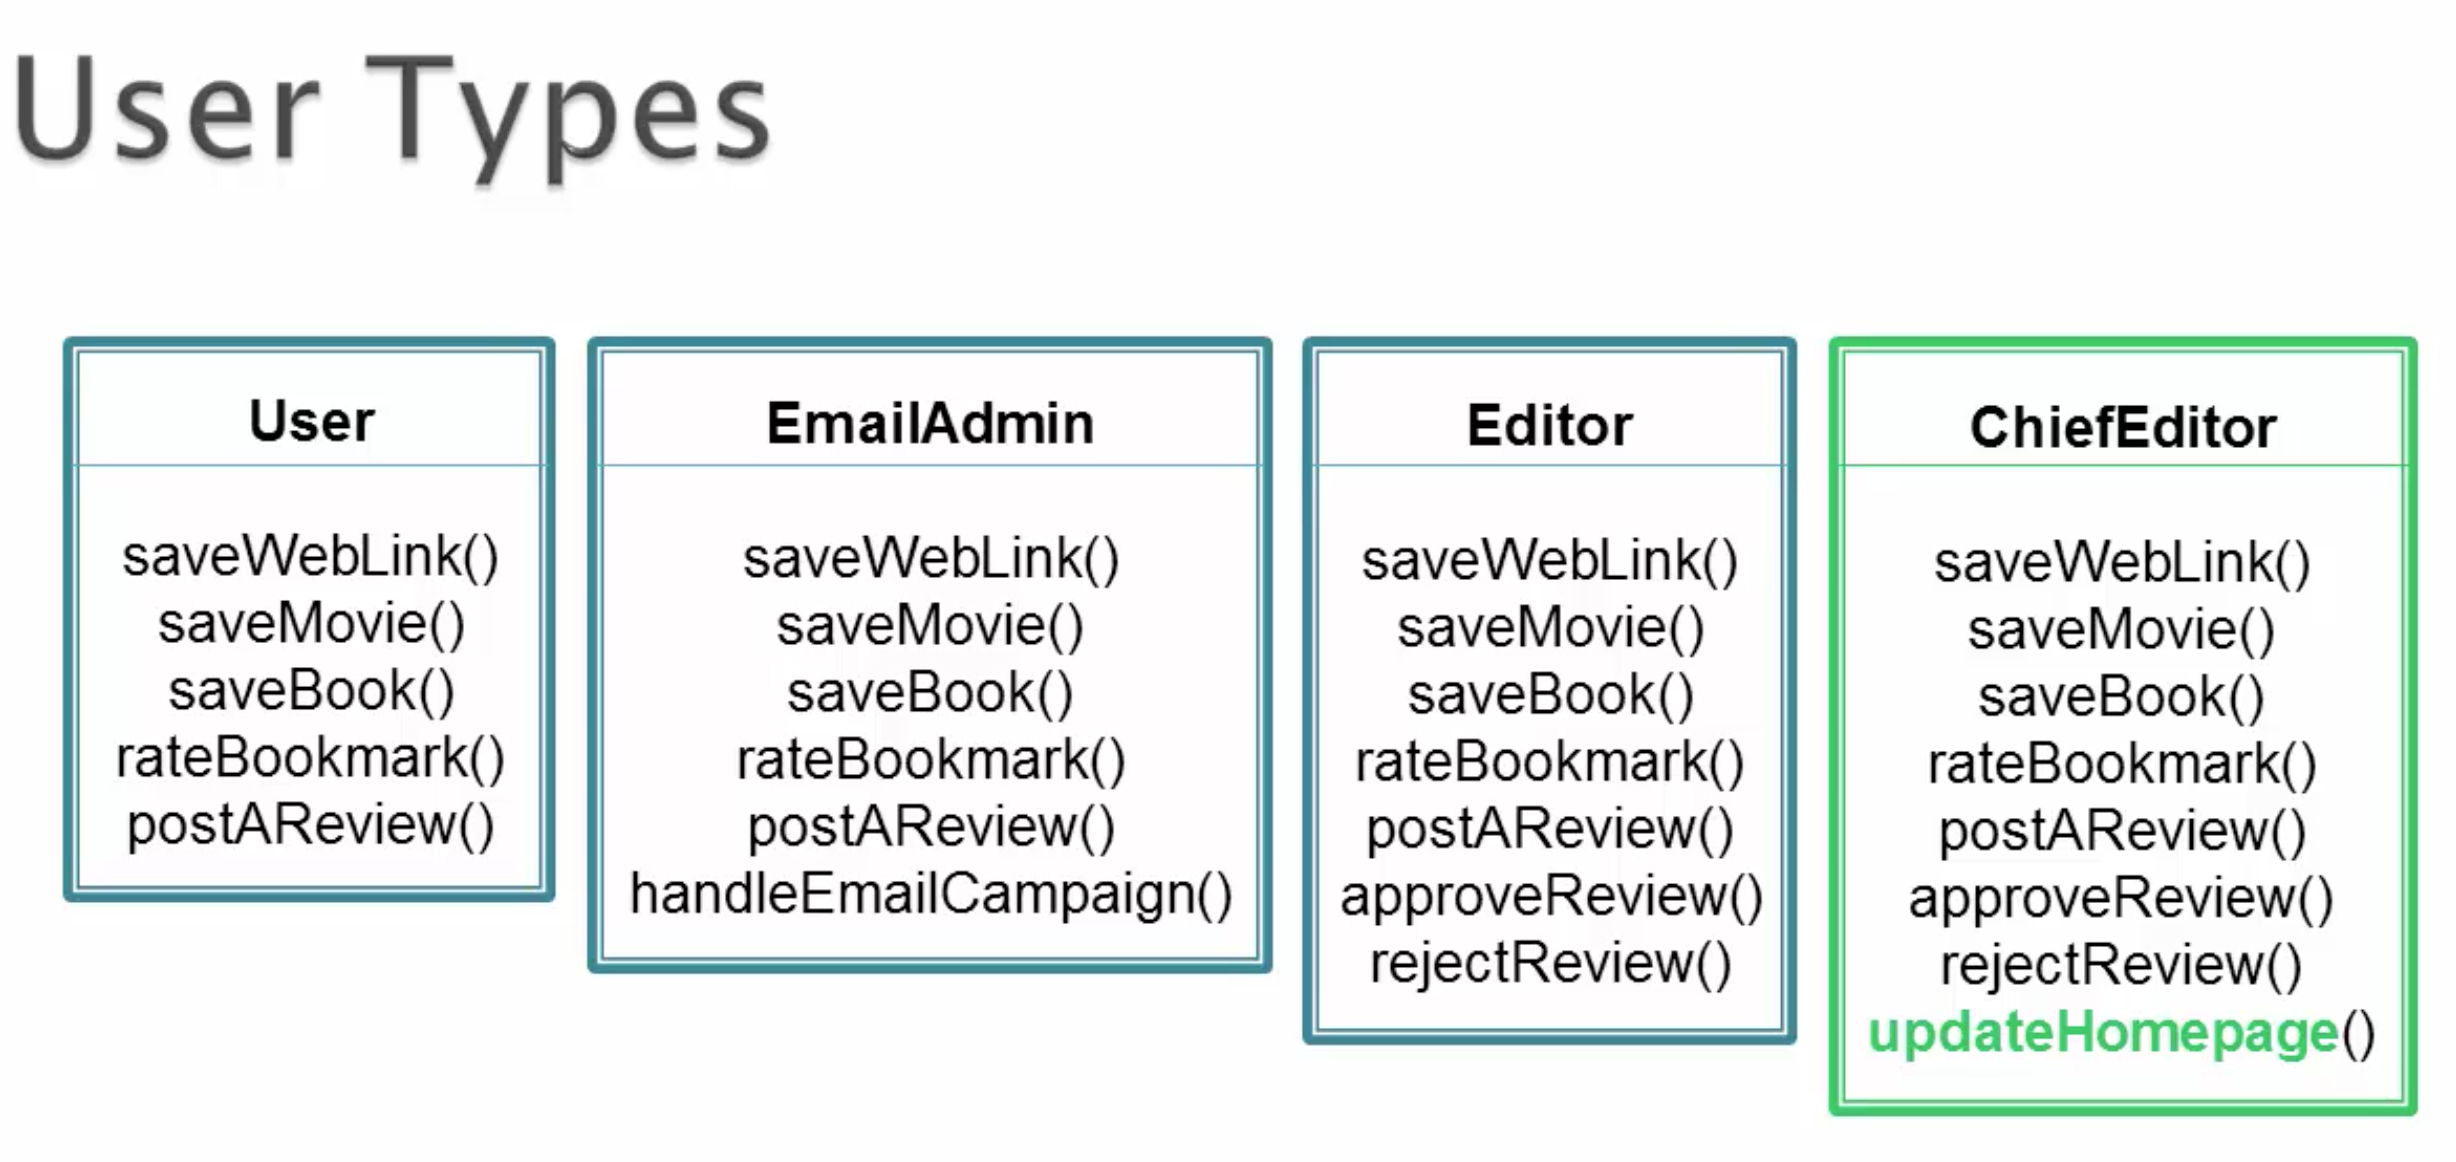 User Types
User
saveWebLink()
saveMovie()
saveBook()
rateBookmark()
postAReview()
EmailAdmin
saveWebLink()
saveMovie()
saveBook()
rateBookmark()
postAReview()
handleEmailCampaign()
Editor
saveWebLink()
saveMovie()
saveBook()
rateBookmark()
postAReview()
approveReview()
rejectReview()
ChiefEditor
saveWebLink()
saveMovie()
saveBook()
rateBookmark()
postAReview()
approveReview()
rejectReview()
updateHomepage()